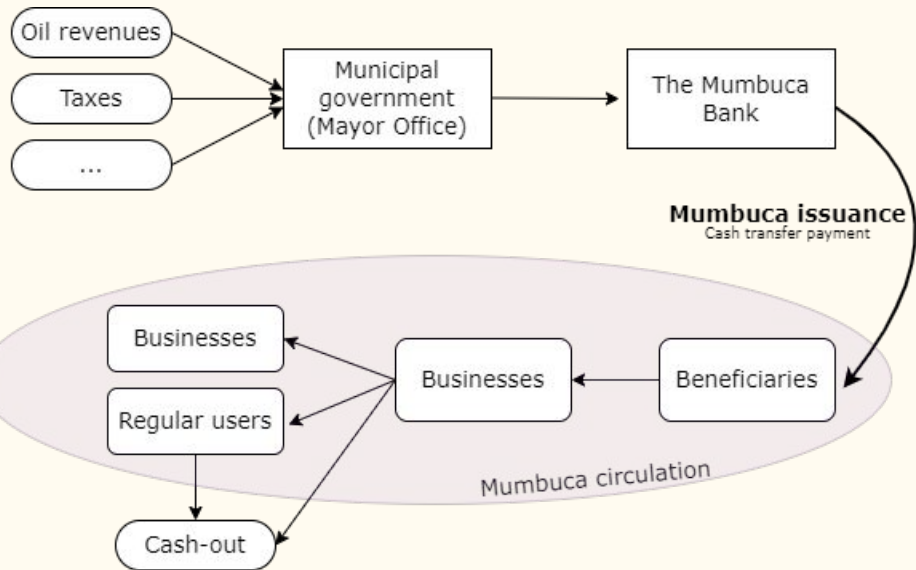 Oil revenues
Taxes
...
Municipal
government
(Mayor Office)
The Mumbuca
Bank
Mumbuca issuance
Cash transfer payment
Businesses
Regular users
Businesses
Beneficiaries
Mumbuca circulation
Cash-out